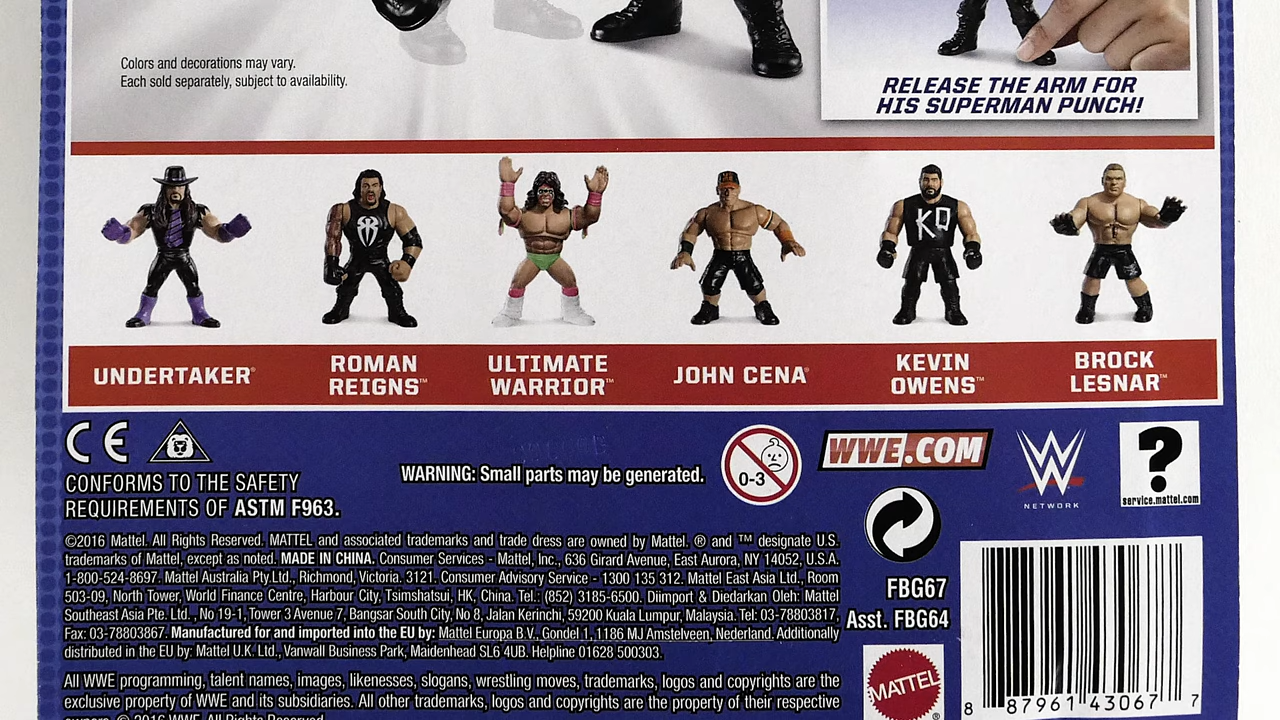 Colors and decorations may vary.
Each sold separately, subject to availability.
RELEASE THE ARM FOR
HIS SUPERMAN PUNCH!
KO
UNDERTAKER®
ROMAN
REIGNS™
ULTIMATE
WARRIOR™
JOHN CENA®
KEVIN
OWENS™
BROCK
LESNAR™
CE
CONFORMS TO THE SAFETY
REQUIREMENTS OF ASTM F963.
WARNING: Small parts may be generated.
0-3
WWE.COM
W
NETWORK
?
service.mattel.com
©2016 Mattel. All Rights Reserved. MATTEL and associated trademarks and trade dress are owned by Mattel. ® and ™ designate U.S.
trademarks of Mattel, except as noted. MADE IN CHINA. Consumer Services - Mattel, Inc., 636 Girard Avenue, East Aurora, NY 14052, U.S.A.
1-800-524-8697. Mattel Australia Pty.Ltd., Richmond, Victoria. 3121. Consumer Advisory Service - 1300 135 312. Mattel East Asia Ltd., Room
503-09, North Tower, World Finance Centre, Harbour City, Tsimshatsui, HK, China. Tel.: (852) 3185-6500. Diimport & Diedarkan Oleh: Mattel
Southeast Asia Pte. Ltd., No 19-1, Tower 3 Avenue 7, Bangsar South City, No 8, Jalan Kerinchi, 59200 Kuala Lumpur, Malaysia. Tel: 03-78803817,
Fax: 03-78803867. Manufactured for and imported into the EU by: Mattel Europa B.V., Gondel 1, 1186 MJ Amstelveen, Nederland. Additionally
distributed in the EU by: Mattel U.K. Ltd., Vanwall Business Park, Maidenhead SL6 4UB. Helpline 01628 500303.
FBG67
Asst. FBG64
MATTEL®
8 87961 43067 7
All WWE programming, talent names, images, likenesses, slogans, wrestling moves, trademarks, logos and copyrights are the
exclusive property of WWE and its subsidiaries. All other trademarks, logos and copyrights are the property of their respective
owners. © 2016 WWE. All Rights Reserved.